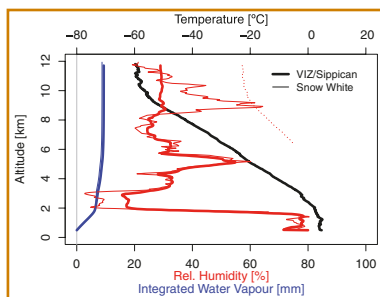 Temperature [°C]
-80 -60 -40 -20 0 20
12
10
8
6
4
2
0
Altitude [km]
VIZ/Sippican
Snow White
0 20 40 60 80 100
Rel. Humidity [%]
Integrated Water Vapour [mm]